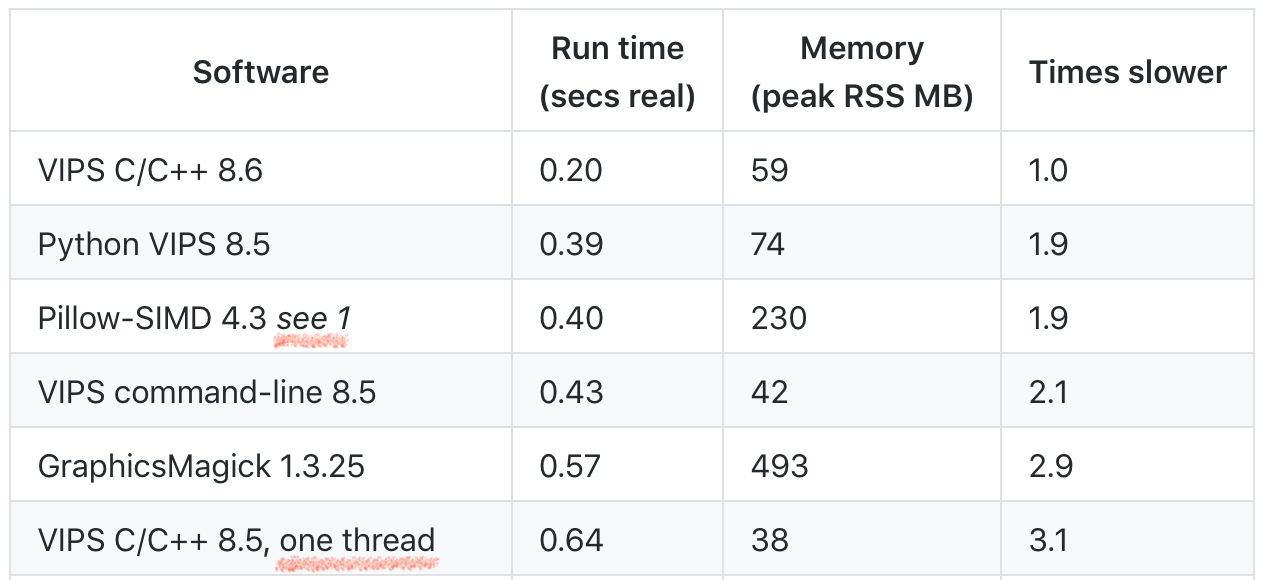 Software
Run time
(secs real)
Memory
(peak RSS MB)
Times slower
VIPS C/C++ 8.6 0.20 59 1.0
Python VIPS 8.5 0.39 74 1.9
Pillow-SIMD 4.3 see 1 0.40 230 1.9
VIPS command-line 8.5 0.43 42 2.1
GraphicsMagick 1.3.25 0.57 493 2.9
VIPS C/C++ 8.5, one thread 0.64 38 3.1